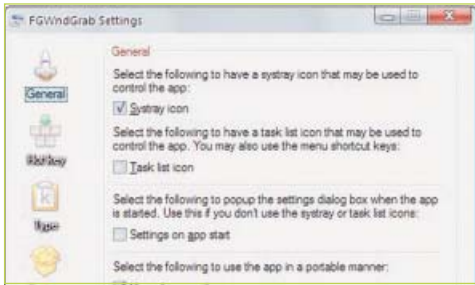 FGWndGrab Settings
General
General
Select the following to have a systray icon that may be used to
control the app:
Systray icon
Select the following to have a task list icon that may be used to
control the app. You may also use the menu shortcut keys:
Task list icon
Hot key
Select the following to popup the settings dialog box when the app
is started. Use this if you don't use the systray or task list icons:
Settings on app start
Select the following to use the app in a portable manner: